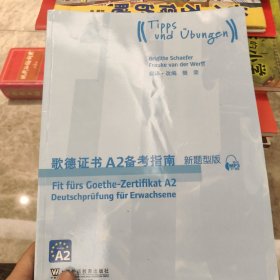 Tipps
und Übungen
Brigitte Schaefer
Frauke van der Werff
歌德证书A2备考指南 新题型版
Fit fürs Goethe-Zertifikat A2
Deutschprüfung für Erwachsene
A2